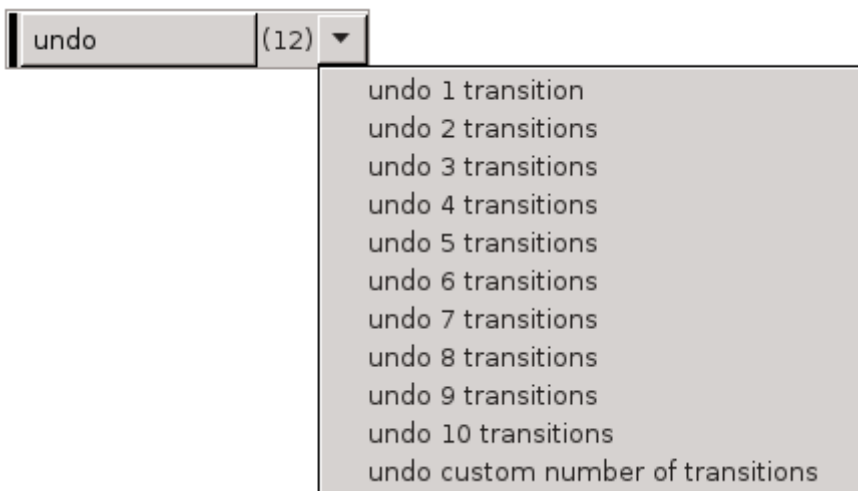 undo (12)
undo 1 transition
undo 2 transitions
undo 3 transitions
undo 4 transitions
undo 5 transitions
undo 6 transitions
undo 7 transitions
undo 8 transitions
undo 9 transitions
undo 10 transitions
undo custom number of transitions